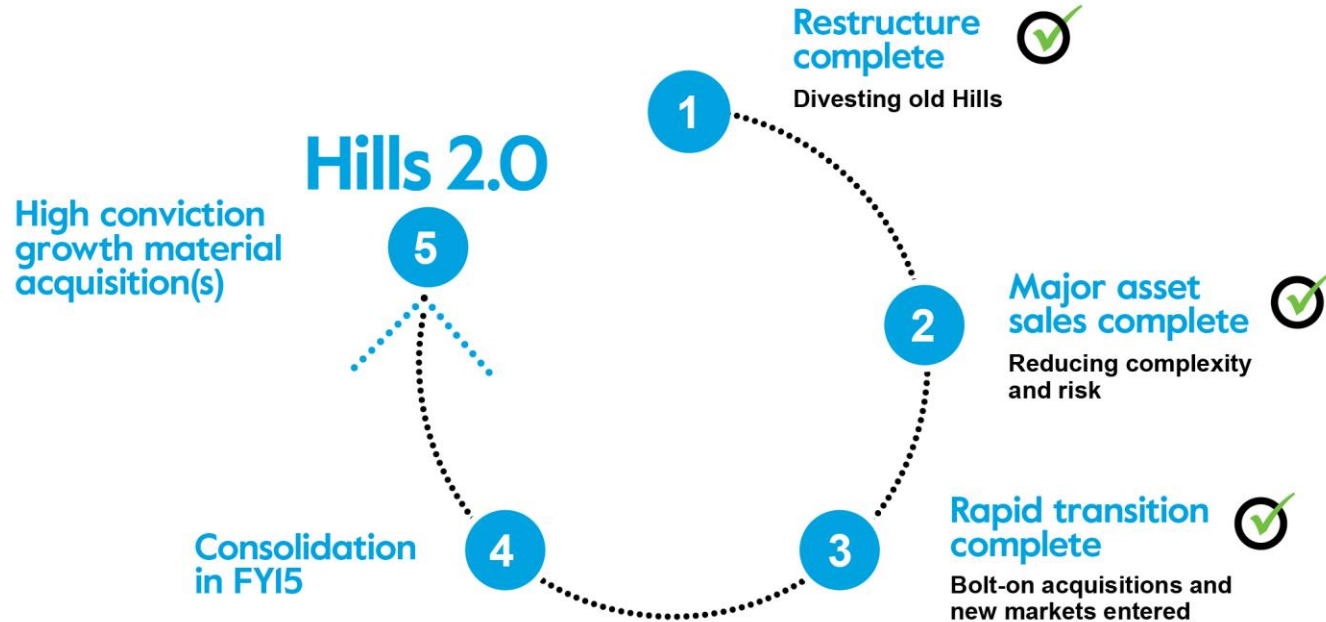 1
Restructure
complete
Divesting old Hills
2
Major asset
sales complete
Reducing complexity
and risk
3
Rapid transition
complete
Bolt-on acquisitions and
new markets entered
4
Consolidation
in FY15
Hills 2.0
5
High conviction
growth material
acquisition(s)